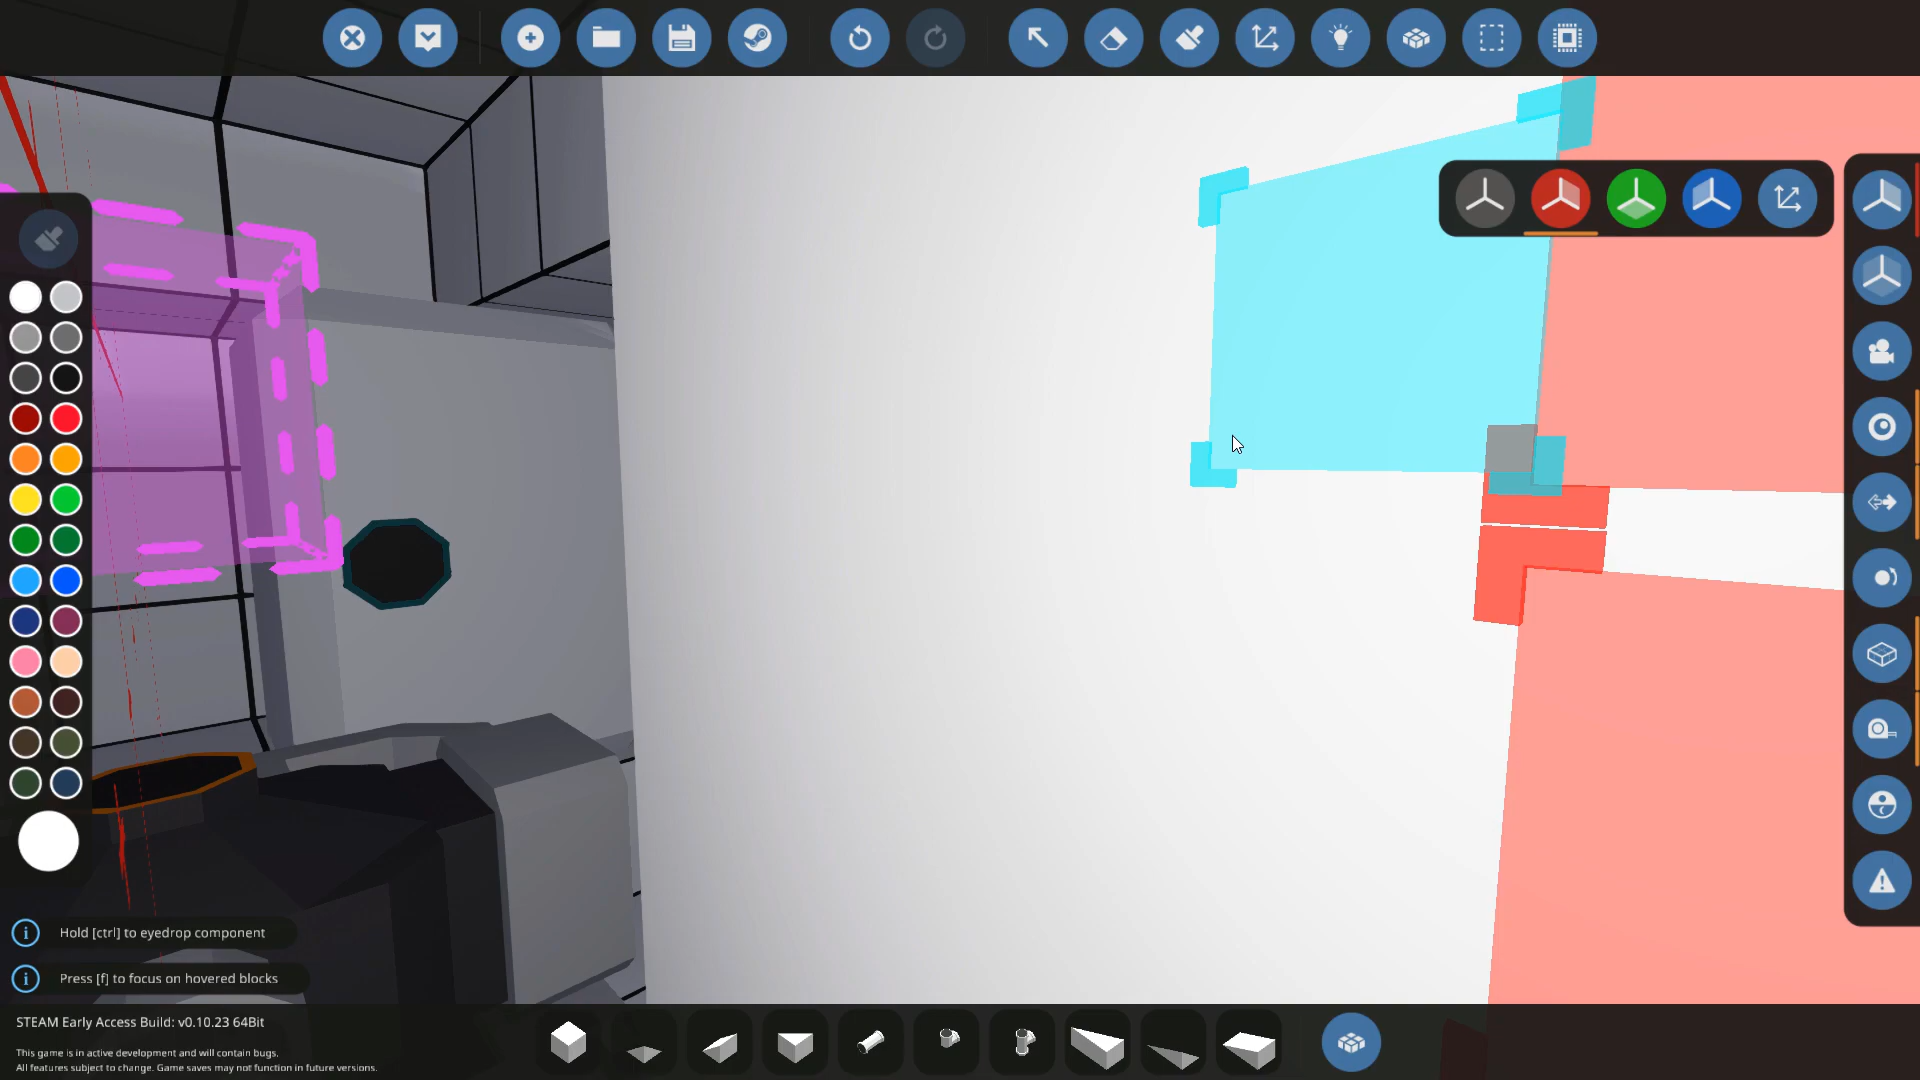 Hold [ctrl] to eyedrop component
Press [f] to focus on hovered blocks
STEAM Early Access Build: v0.10.23 64Bit
This game is in active development and will contain bugs.
All features subject to change. Game saves may not function in future versions.